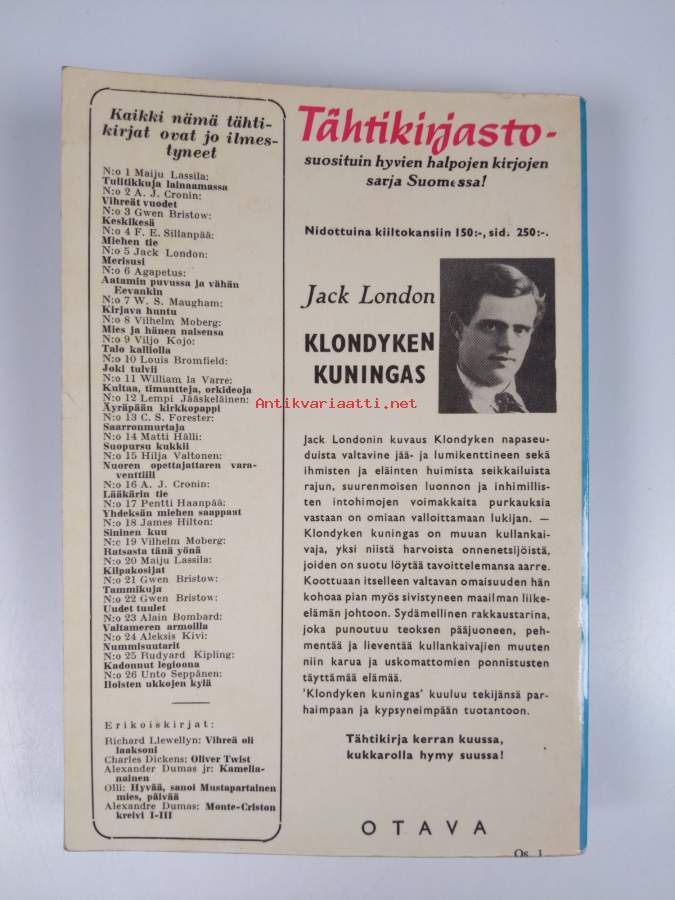 Kaikki nämä tähti-
kirjat ovat jo ilmes-
tyneet
N:o 1 Maiju Lassila:
Tulitikkuja lainaamassa
N:o 2 A. J. Cronin:
Vihreät vuodet
N:o 3 Gwen Bristow:
Keskikesä
N:o 4 F. E. Sillanpää:
Miehen tie
N:o 5 Jack London:
Merisusi
N:o 6 Agapetus:
Aatamin puvussa ja vähän
Eevankin
N:o 7 W. S. Maugham:
Kirjava huntu
N:o 8 Vilhelm Moberg:
Mies ja hänen naisensa
N:o 9 Viljo Kojo:
Talo kalliolla
N:o 10 Louis Bromfield:
Joki tulvii
N:o 11 William la Varre:
Kultaa, timantteja, orkideoja
N:o 12 Lempi Jääskeläinen:
Äyräpään kirkkopappi
N:o 13 C. S. Forester:
Saarronmurtaja
N:o 14 Matti Hälli:
Suopursu kukkii
N:o 15 Hilja Valtonen:
Nuoren opettajattaren vara-
venttiili
N:o 16 A. J. Cronin:
Lääkärin tie
N:o 17 Pentti Haanpää:
Yhdeksän miehen saappaat
N:o 18 James Hilton:
Sininen kuu
N:o 19 Vilhelm Moberg:
Ratsasta tänä yönä
N:o 20 Maiju Lassila:
Kilpakosijat
N:o 21 Gwen Bristow:
Tammikuja
N:o 22 Gwen Bristow:
Uudet tuulet
N:o 23 Alain Bombard:
Valtameren armoilla
N:o 24 Aleksis Kivi:
Nummisuutarit
N:o 25 Rudyard Kipling:
Kadonnut legioona
N:o 26 Unto Seppänen:
Iloisten ukkojen kylä
Erikoiskirjat:
Richard Llewellyn: Vihreä oli
laaksoni
Charles Dickens: Oliver Twist
Alexander Dumas jr: Kamelia-
nainen
Olli: Hyvää, sanoi Mustapartainen
mies, päivää
Alexandre Dumas: Monte-Criston
kreivi I-III
Tähtikirjasto-
suosituin hyvien halpojen kirjojen
sarja Suomessa!
Nidottuina kiiltokansiin 150:-, sid. 250:-.
Jack London
KLONDYKEN
KUNINGAS
Antikvariaatti.net
Jack Londonin kuvaus Klondyken napaseu-
duista valtavine jää- ja lumikenttineen sekä
ihmisten ja eläinten huimista seikkailuista
rajun, suurenmoisen luonnon ja inhimillis-
ten intohimojen voimakkaita purkauksia
vastaan on omiaan valloittamaan lukijan. —
Klondyken kuningas on muuan kullankai-
vaja, yksi niistä harvoista onnenetsijöistä,
joiden on suotu löytää tavoittelemansa aarre.
Koottuaan itselleen valtavan omaisuuden hän
kohoaa pian myös sivistyneen maailman liike-
elämän johtoon. Sydämellinen rakkaustarina,
joka punoutuu teoksen pääjuoneen, peh-
mentää ja lieventää kullankaivajien muuten
niin karua ja uskomattomien ponnistusten
täyttämää elämää.
'Klondyken kuningas' kuuluu tekijänsä par-
haimpaan ja kypsyneimpään tuotantoon.
Tähtikirja kerran kuussa,
kukkarolla hymy suussa!
OTAVA
Os. 1